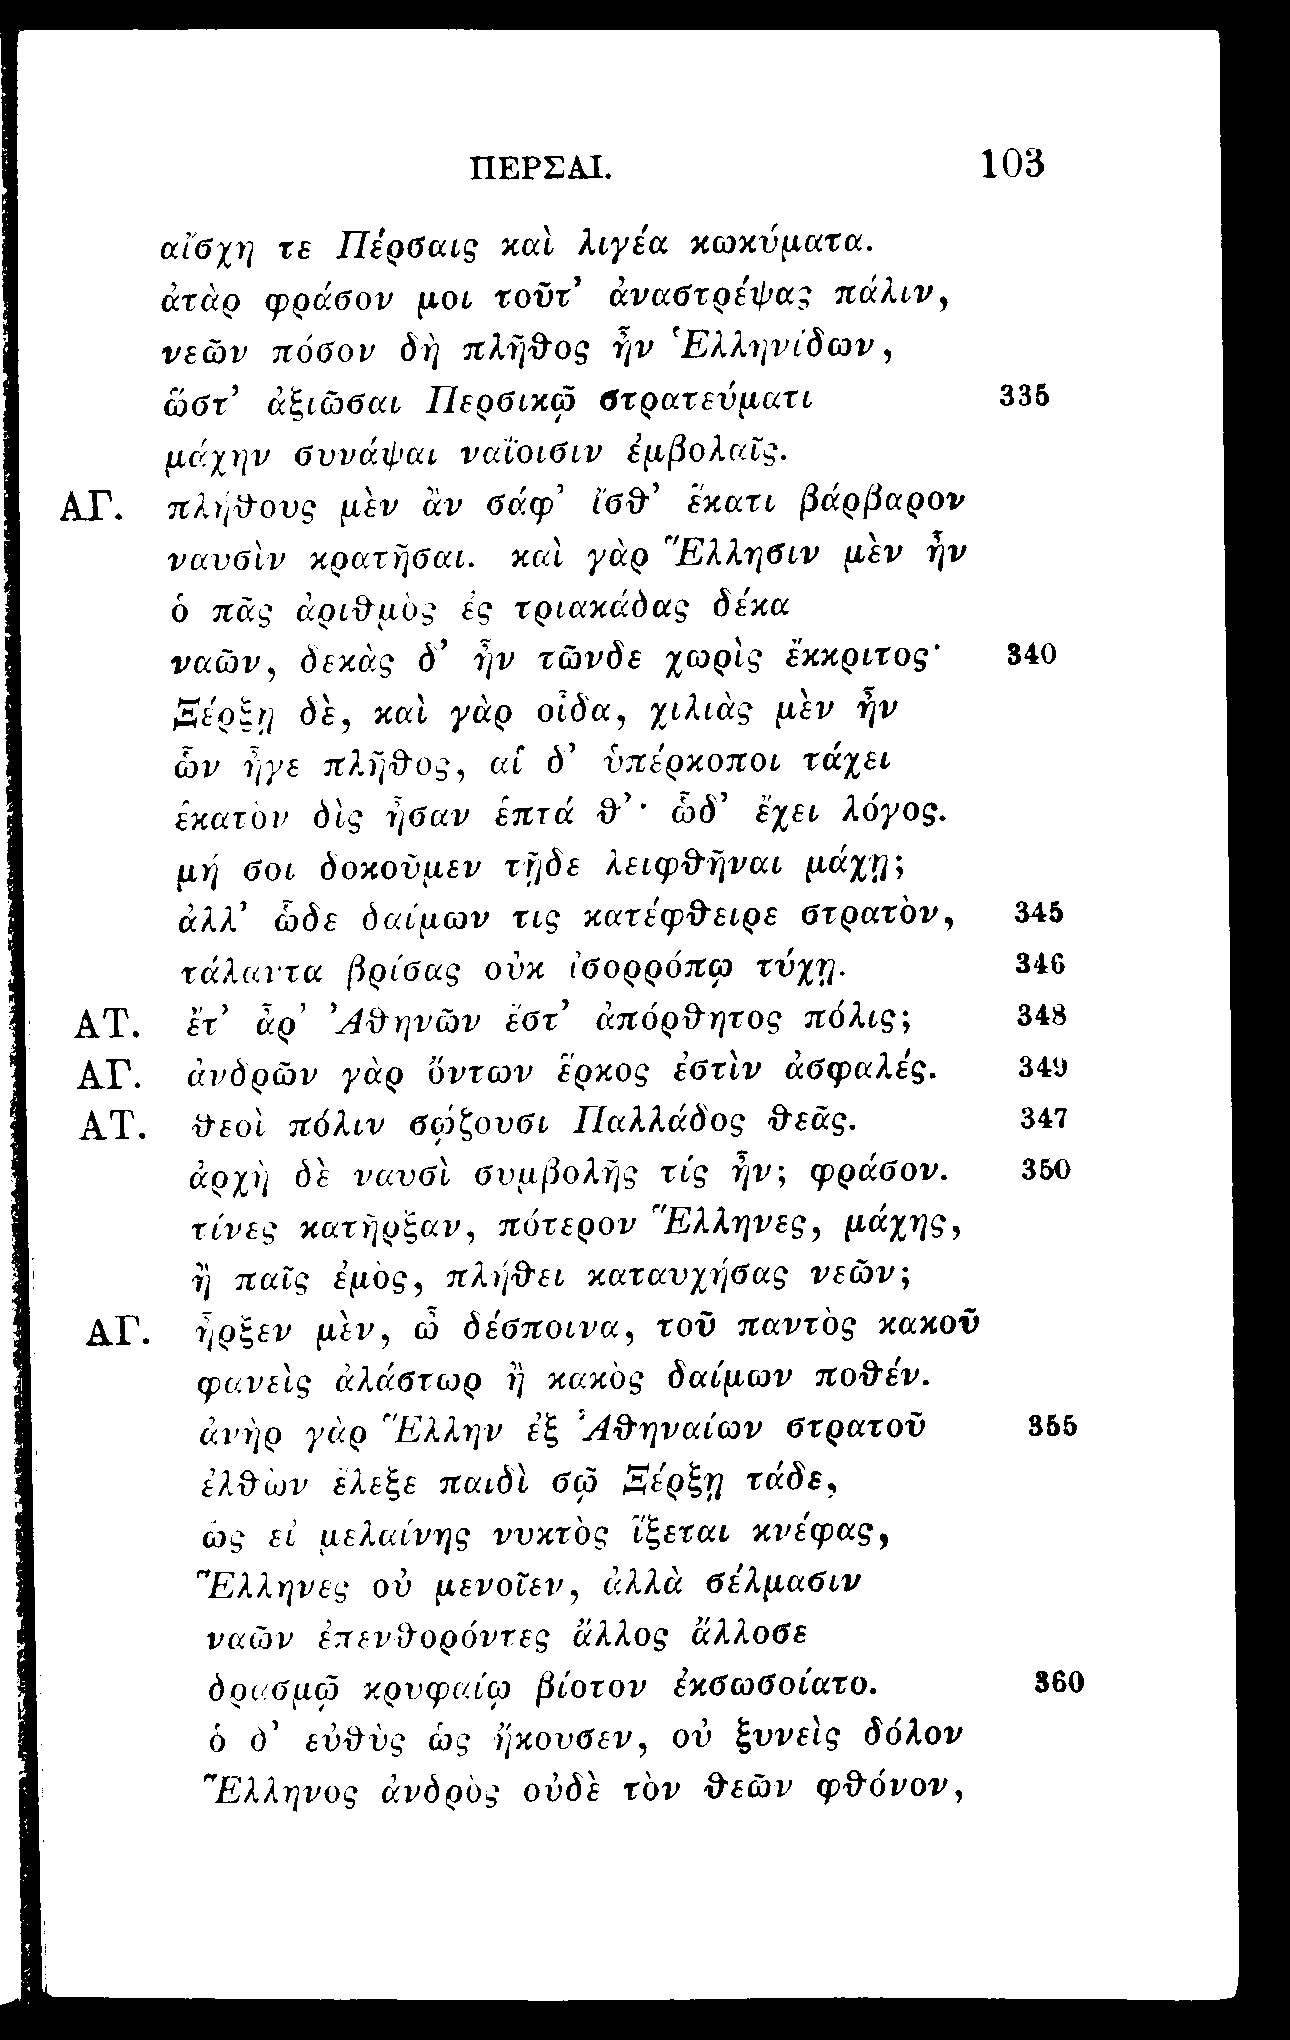 ΠΕΡΣΑΙ. 103
αἴσχη τε Πέρσαις καὶ λιγέα κωκύματα.
ἀτὰρ φράσον μοι τοῦτ' ἀναστρέψας πάλιν,
νεῶν πόσον δὴ πλῆθος ἦν Ἑλληνίδων,
ὥστ' ἀξιῶσαι Περσικῷ στρατεύματι 335
μάχην συνάψαι ναΐοισιν ἐμβολαῖς.
ΑΓ. πλήθους μὲν ἂν σάφ' ἴσθ' ἕκατι βάρβαρον
ναυσὶν κρατῆσαι. καὶ γὰρ Ἕλλησιν μὲν ἦν
ὁ πᾶς ἀριθμὸς ἐς τριακάδας δέκα
ναῶν, δεκὰς δ' ἦν τῶνδε χωρὶς ἔκκριτος· 340
Ξέρξῃ δὲ, καὶ γὰρ οἶδα, χιλιὰς μὲν ἦν
ὧν ἦγε πλῆθος, αἱ δ' ὑπέρκοποι τάχει
ἑκατὸν δὶς ἦσαν ἑπτά θ'· ὧδ' ἔχει λόγος.
μή σοι δοκοῦμεν τῇδε λειφθῆναι μάχῃ;
ἀλλ' ὧδε δαίμων τις κατέφθειρε στρατὸν, 345
τάλαντα βρίσας οὐκ ἰσορρόπῳ τύχῃ. 346
ΑΤ. ἔτ' ἆρ' Ἀθηνῶν ἔστ' ἀπόρθητος πόλις; 348
ΑΓ. ἀνδρῶν γὰρ ὄντων ἕρκος ἐστὶν ἀσφαλές. 349
ΑΤ. θεοὶ πόλιν σῴζουσι Παλλάδος θεᾶς. 347
ἀρχὴ δὲ ναυσὶ συμβολῆς τίς ἦν; φράσον. 350
τίνες κατῆρξαν, πότερον Ἕλληνες, μάχης,
ἢ παῖς ἐμὸς, πλήθει καταυχήσας νεῶν;
ΑΓ. ἦρξεν μὲν, ὦ δέσποινα, τοῦ παντὸς κακοῦ
φανεὶς ἀλάστωρ ἢ κακὸς δαίμων ποθέν.
ἀνὴρ γὰρ Ἕλλην ἐξ Ἀθηναίων στρατοῦ 355
ἐλθὼν ἔλεξε παιδὶ σῷ Ξέρξῃ τάδε,
ὡς εἰ μελαίνης νυκτὸς ἵξεται κνέφας,
Ἕλληνες οὐ μενοῖεν, ἀλλὰ σέλμασιν
ναῶν ἐπενθορόντες ἄλλος ἄλλοσε
δρασμῷ κρυφαίῳ βίοτον ἐκσωσοίατο. 360
ὁ δ' εὐθὺς ὡς ἤκουσεν, οὐ ξυνεὶς δόλον
Ἕλληνος ἀνδρὸς οὐδὲ τὸν θεῶν φθόνον,